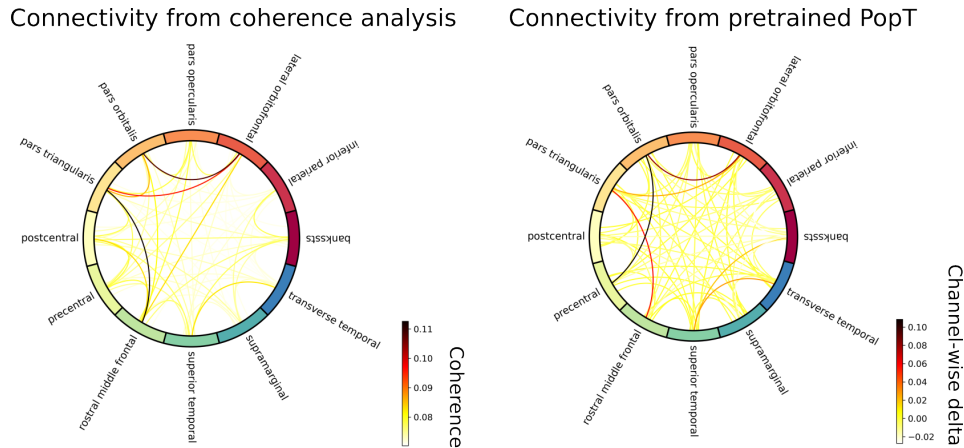 Connectivity from coherence analysis
pars opercularis
lateral orbitofrontal
pars orbitalis
inferior parietal
pars triangularis
postcentral
bankssts
precentral
transverse temporal
rostral middle frontal
superior temporal
supramarginal
0.11
0.10
0.09
0.08
Coherence
Connectivity from pretrained PopT
pars opercularis
lateral orbitofrontal
pars orbitalis
inferior parietal
pars triangularis
postcentral
bankssts
precentral
transverse temporal
rostral middle frontal
superior temporal
supramarginal
0.10
0.08
0.06
0.04
0.02
0.00
−0.02
Channel-wise delta